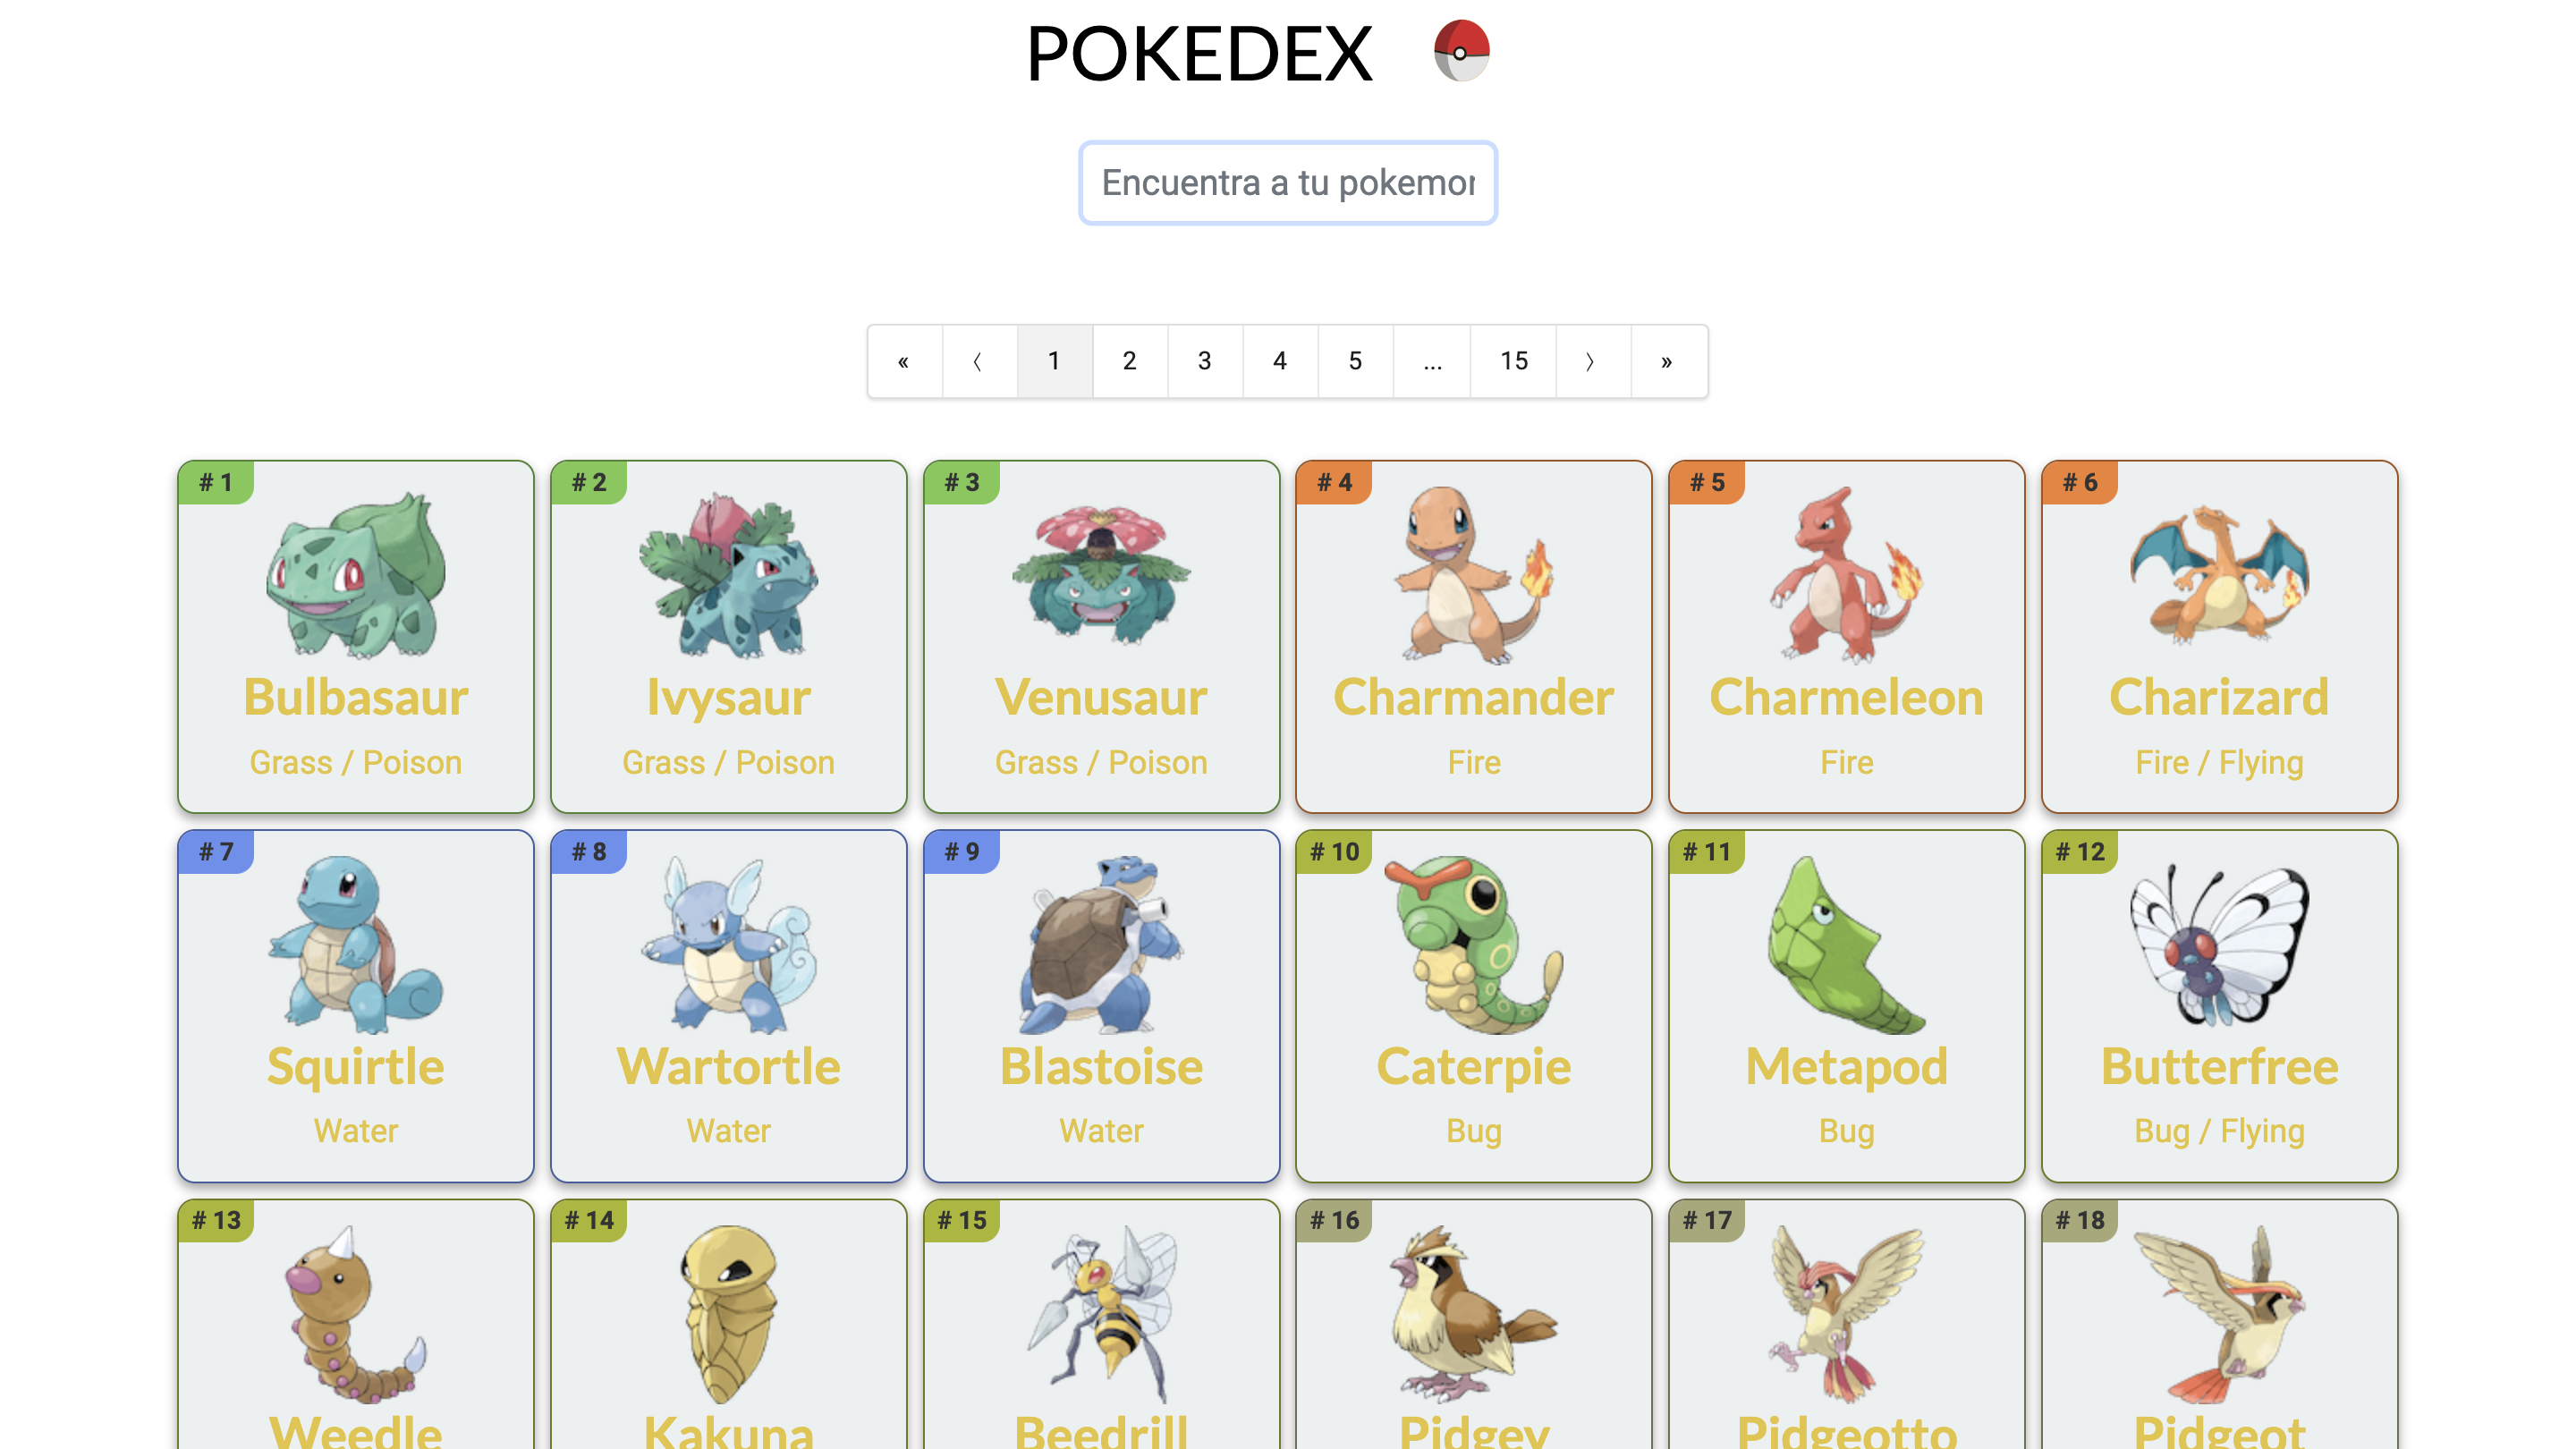 POKEDEX
Encuentra a tu pokemon
« 〈 1 2 3 4 5 ... 15 〉 »
# 1 # 2 # 3 # 4 # 5 # 6
Bulbasaur Ivysaur Venusaur Charmander Charmeleon Charizard
Grass / Poison Grass / Poison Grass / Poison Fire Fire Fire / Flying
# 7 # 8 # 9 # 10 # 11 # 12
Squirtle Wartortle Blastoise Caterpie Metapod Butterfree
Water Water Water Bug Bug Bug / Flying
# 13 # 14 # 15 # 16 # 17 # 18
Weedle Kakuna Beedrill Pidgey Pidgeotto Pidgeot